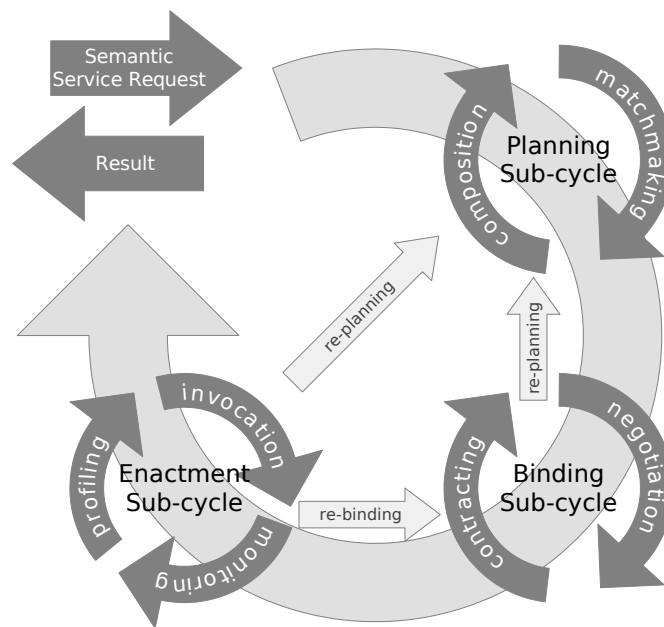 Semantic
Service Request
Result
composition
matchmaking
Planning
Sub-cycle
re-planning
re-planning
invocation
profiling
Enactment
Sub-cycle
monitoring
re-binding
contracting
negotiation
Binding
Sub-cycle